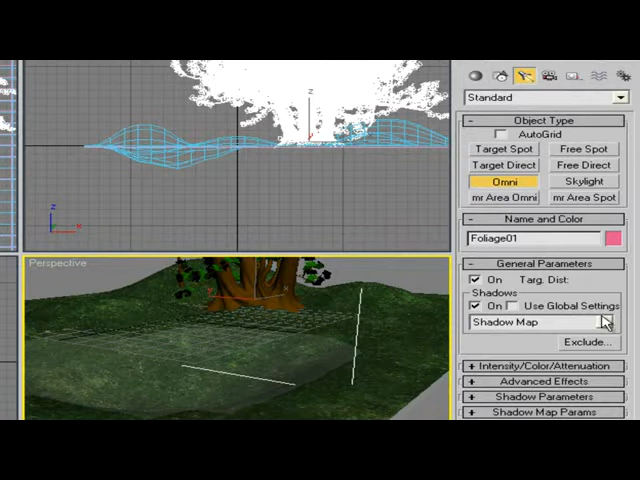 Standard
- Object Type
AutoGrid
Target Spot Free Spot
Target Direct Free Direct
Omni Skylight
mr Area Omni mr Area Spot
- Name and Color
Foliage01
- General Parameters
On Targ. Dist:
Shadows
On Use Global Settings
Shadow Map
Exclude...
+ Intensity/Color/Attenuation
+ Advanced Effects
+ Shadow Parameters
+ Shadow Map Params
z
z
x
Perspective
x